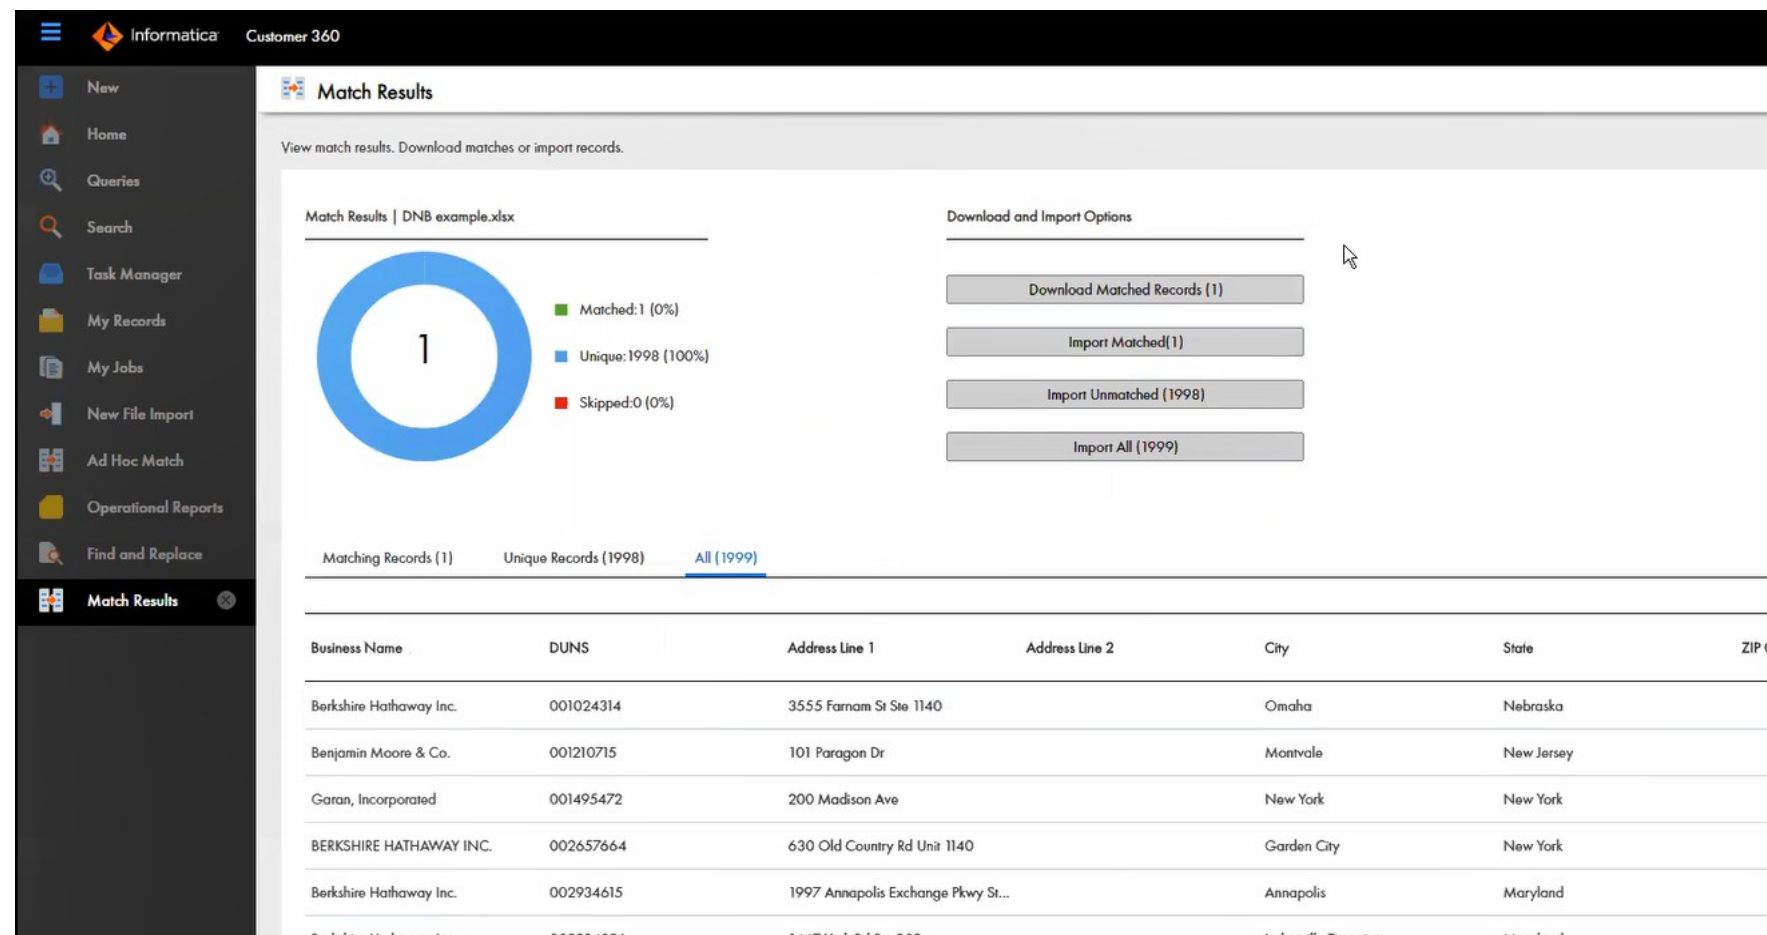 Informatica Customer 360
New
Home
Queries
Search
Task Manager
My Records
My Jobs
New File Import
Ad Hoc Match
Operational Reports
Find and Replace
Match Results
Match Results
View match results. Download matches or import records.
Match Results | DNB example.xlsx
1
Matched:1 (0%)
Unique:1998 (100%)
Skipped:0 (0%)
Download and Import Options
Download Matched Records (1)
Import Matched(1)
Import Unmatched (1998)
Import All (1999)
Matching Records (1) Unique Records (1998) All (1999)
Business Name DUNS Address Line 1 Address Line 2 City State ZIP
Berkshire Hathaway Inc. 001024314 3555 Farnam St Ste 1140 Omaha Nebraska
Benjamin Moore & Co. 001210715 101 Paragon Dr Montvale New Jersey
Garan, Incorporated 001495472 200 Madison Ave New York New York
BERKSHIRE HATHAWAY INC. 002657664 630 Old Country Rd Unit 1140 Garden City New York
Berkshire Hathaway Inc. 002934615 1997 Annapolis Exchange Pkwy St... Annapolis Maryland